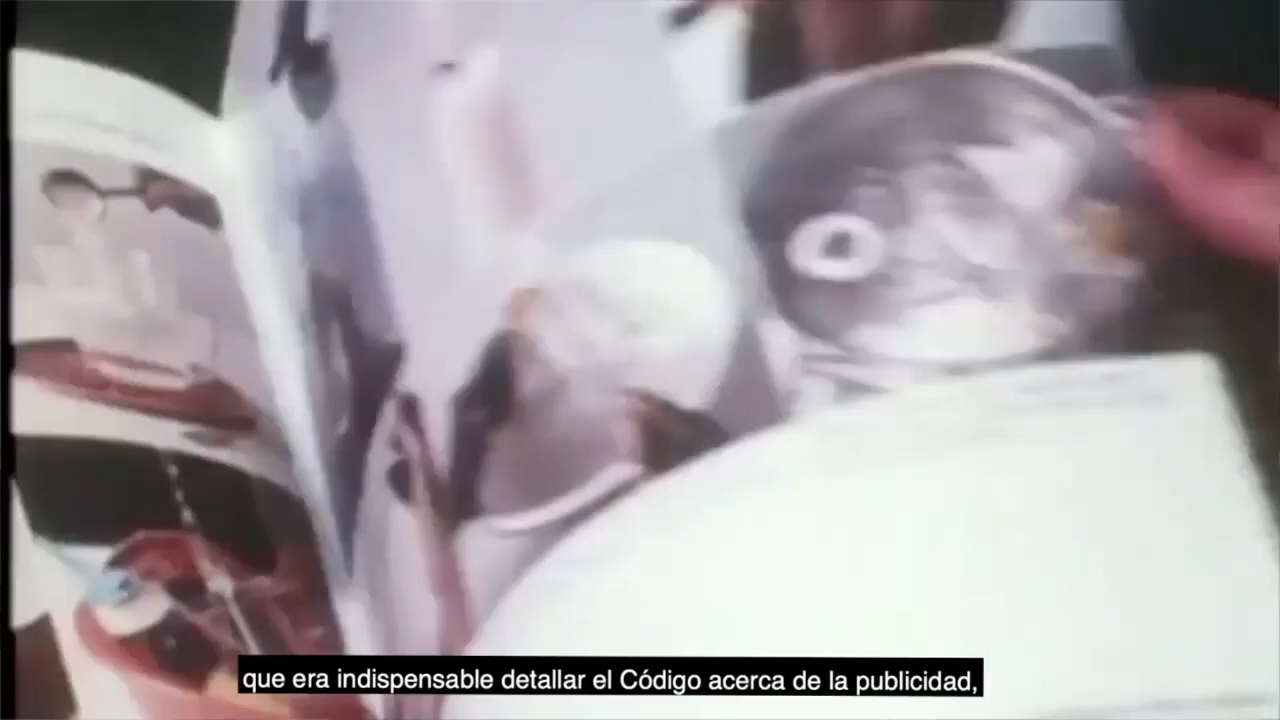 que era indispensable detallar el Código acerca de la publicidad,